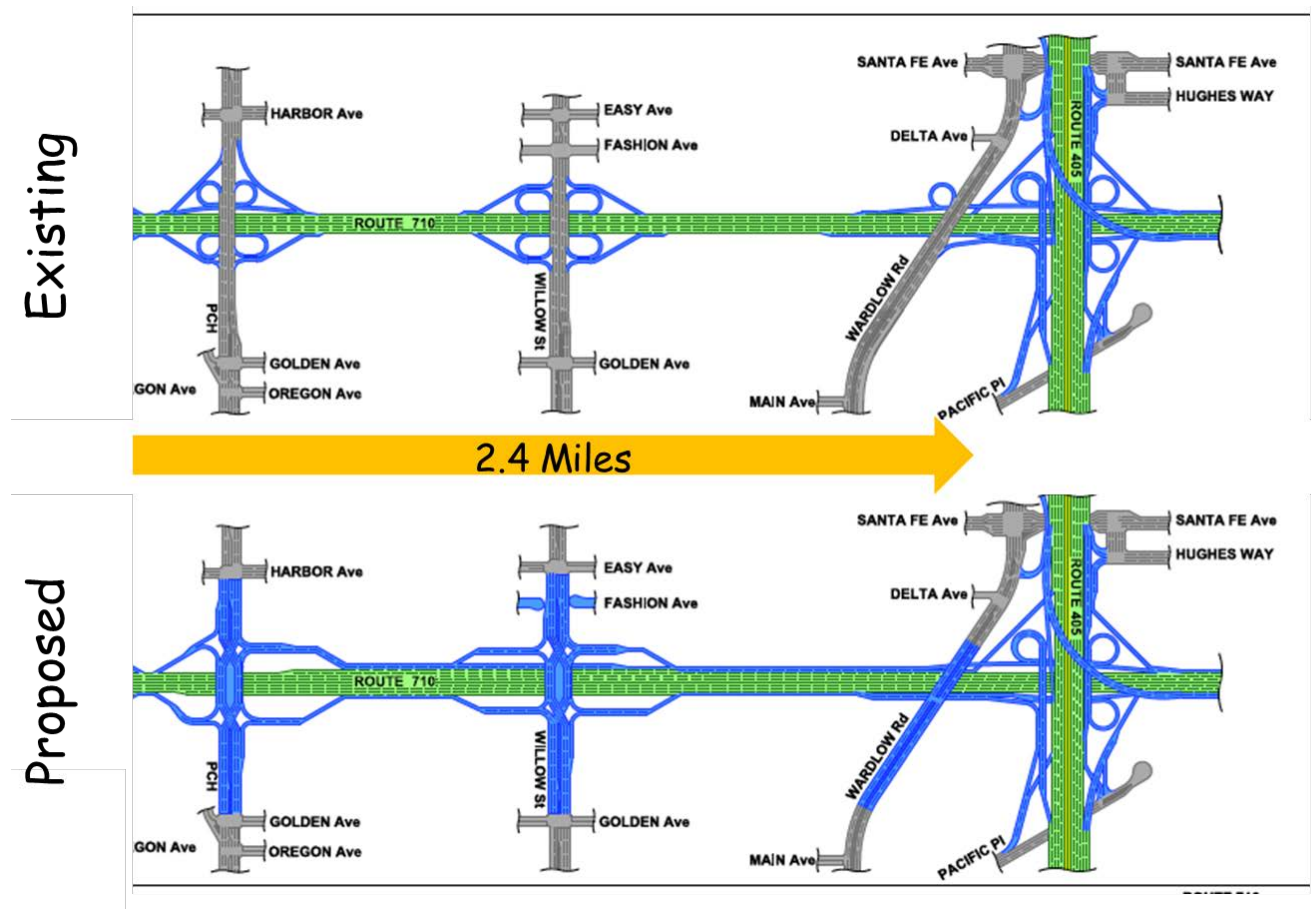 Existing
SANTA FE Ave
SANTA FE Ave
HUGHES WAY
HARBOR Ave
EASY Ave
FASHION Ave
DELTA Ave
ROUTE 405
ROUTE 710
PCH
WILLOW St
WARDLOW Rd
GOLDEN Ave
GOLDEN Ave
GON Ave
OREGON Ave
MAIN Ave
PACIFIC Pl
2.4 Miles
Proposed
SANTA FE Ave
SANTA FE Ave
HUGHES WAY
HARBOR Ave
EASY Ave
FASHION Ave
DELTA Ave
ROUTE 405
ROUTE 710
PCH
WILLOW St
WARDLOW Rd
GOLDEN Ave
GOLDEN Ave
GON Ave
OREGON Ave
MAIN Ave
PACIFIC Pl